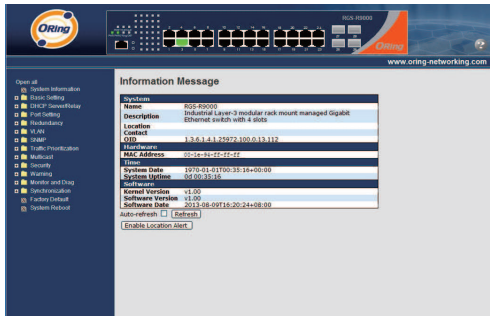 ORing
RGS-R9000
ORing
www.oring-networking.com
Open all
System Information
Basic Setting
DHCP Server/Relay
Port Setting
Redundancy
VLAN
SNMP
Traffic Prioritization
Multicast
Security
Warning
Monitor and Diag
Synchronization
Factory Default
System Reboot
Information Message
System
Name RGS-R9000
Description Industrial Layer-3 modular rack mount managed Gigabit
Ethernet switch with 4 slots
Location
Contact
OID 1.3.6.1.4.1.25972.100.0.13.112
Hardware
MAC Address 00-1e-94-ff-ff-ff
Time
System Date 1970-01-01T00:35:16+00:00
System Uptime 0d 00:35:16
Software
Kernel Version v1.00
Software Version v1.00
Software Date 2013-08-09T16:20:24+08:00
Auto-refresh Refresh
Enable Location Alert